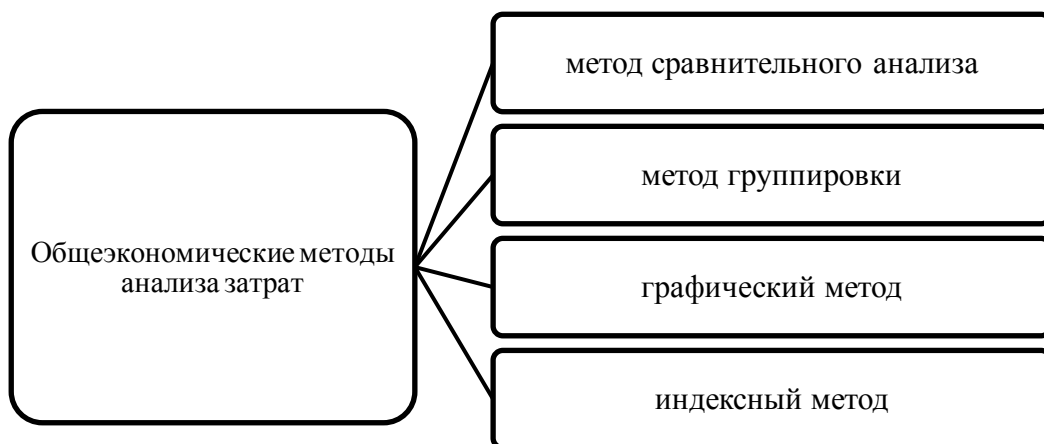 Общеэкономические методы
анализа затрат
метод сравнительного анализа
метод группировки
графический метод
индексный метод